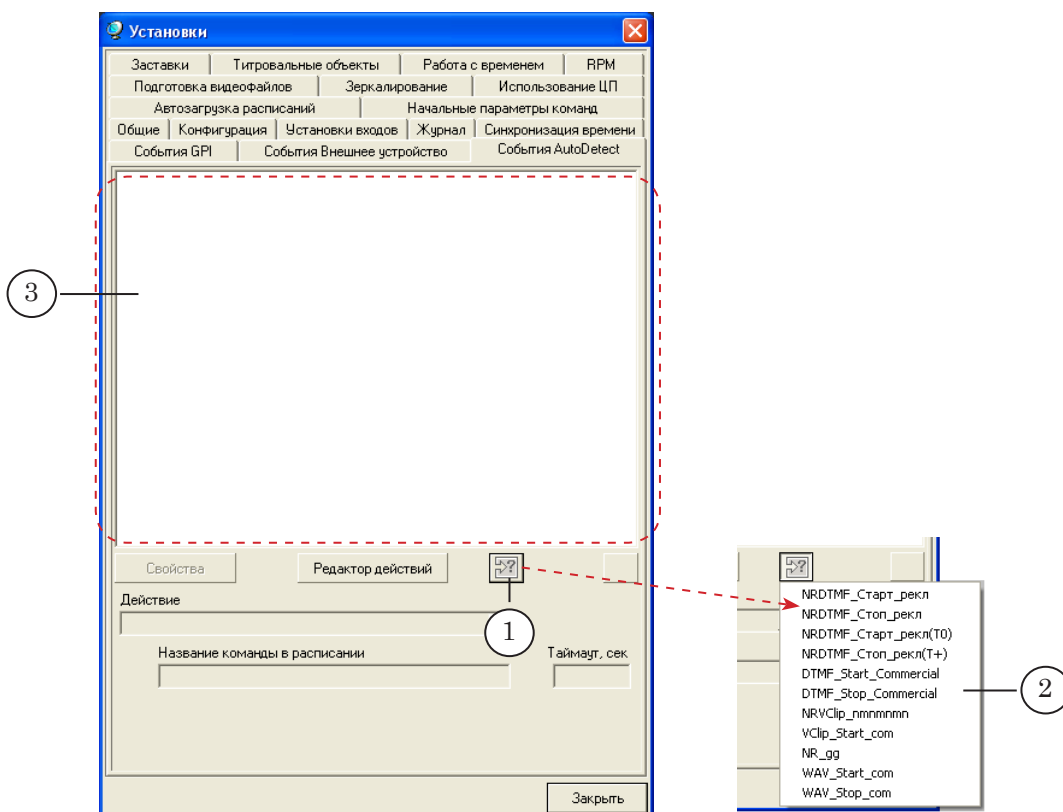 Установки
Заставки Титровальные объекты Работа с временем RPM
Подготовка видеофайлов Зеркалирование Использование ЦП
Автозагрузка расписаний Начальные параметры команд
Общие Конфигурация Установки входов Журнал Синхронизация времени
События GPI События Внешнее устройство События AutoDetect
3
Свойства Редактор действий
Действие
1
Название команды в расписании Таймаут, сек
Закрыть
NRDTMF_Старт_рекл
NRDTMF_Стоп_рекл
NRDTMF_Старт_рекл(T0)
NRDTMF_Стоп_рекл(T+)
DTMF_Start_Commercial
DTMF_Stop_Commercial
NRVClip_nmnmnmn
VClip_Start_com
NR_gg
WAV_Start_com
WAV_Stop_com
2